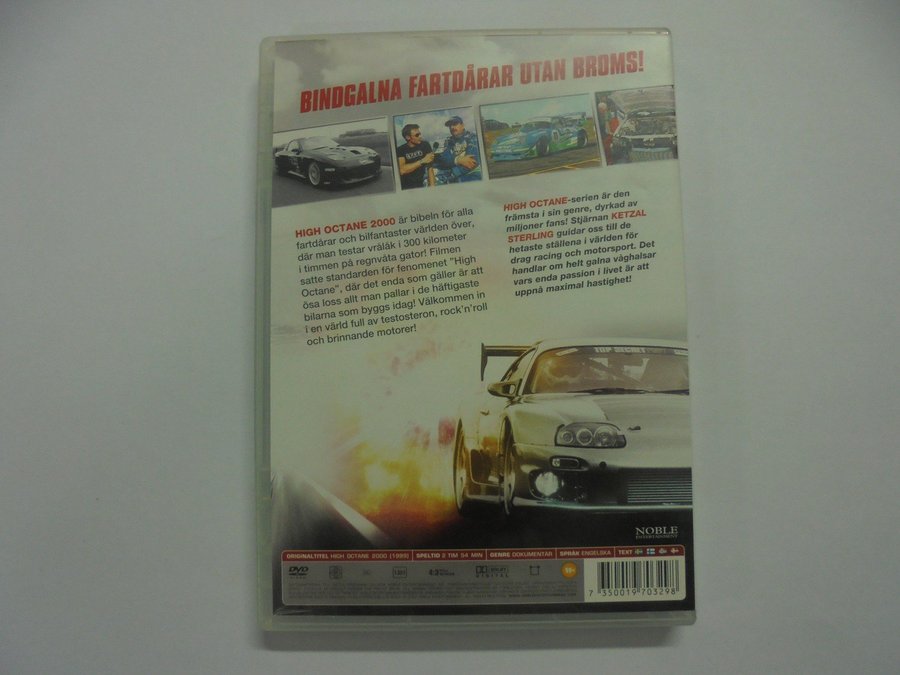 BINDGALNA FARTDÅRAR UTAN BROMS!
HIGH OCTANE 2000 är bibeln för alla
fartdårar och bilfantaster världen över,
där man testar vrålåk i 300 kilometer
i timmen på regnvåta gator! Filmen
satte standarden för fenomenet "High
Octane", där det enda som gäller är att
ösa loss allt man pallar i de häftigaste
bilarna som byggs idag! Välkommen in
i en värld full av testosteron, rock'n'roll
och brinnande motorer!
HIGH OCTANE-serien är den
främsta i sin genre, dyrkad av
miljoner fans! Stjärnan KETZAL
STERLING guidar oss till de
hetaste ställena i världen för
drag racing och motorsport. Det
handlar om helt galna våghalsar
vars enda passion i livet är att
uppnå maximal hastighet!
TOP SECRET
NOBLE
ENTERTAINMENT
ORIGINALTITEL HIGH OCTANE 2000 (1999) SPELTID 2 TIM 54 MIN GENRE DOKUMENTÄR SPRÅK ENGELSKA TEXT
DVD
VIDEO
4:3
DOLBY
DIGITAL
7 350019 703298